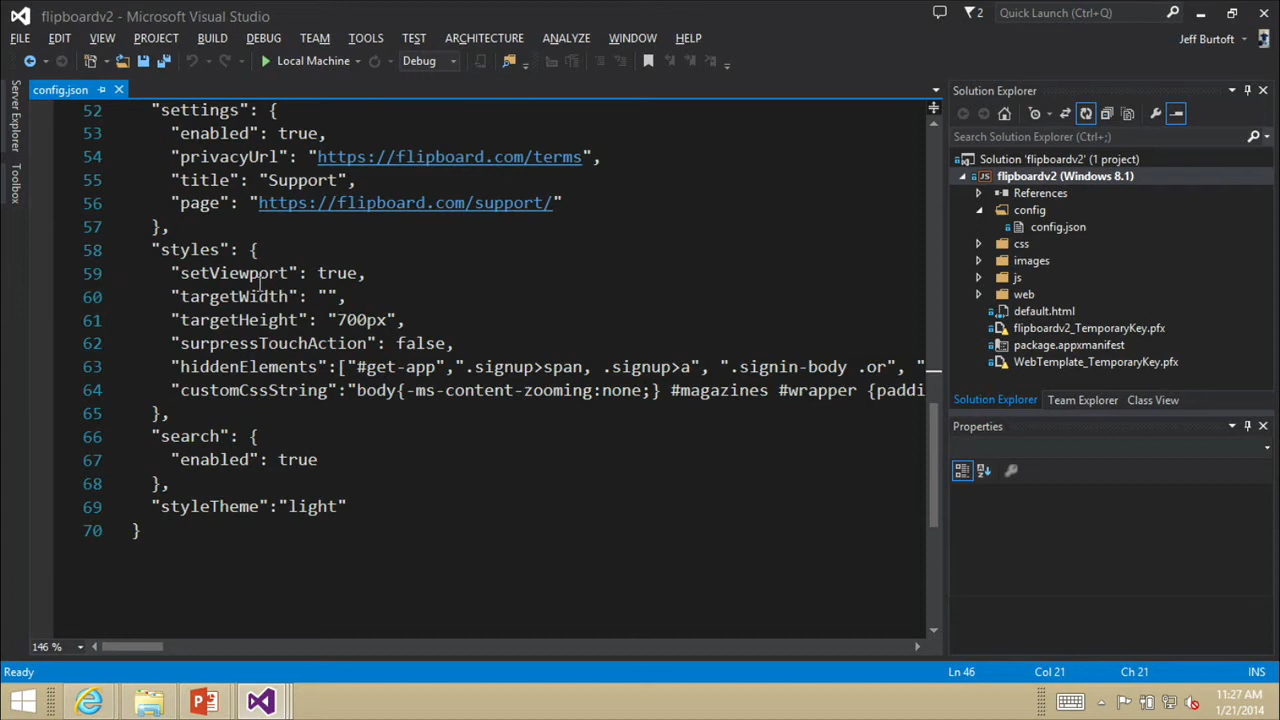 flipboardv2 - Microsoft Visual Studio
2
Quick Launch (Ctrl+Q)
FILE EDIT VIEW PROJECT BUILD DEBUG TEAM TOOLS TEST ARCHITECTURE ANALYZE WINDOW HELP
Jeff Burtoft
Local Machine
Debug
Server Explorer
Toolbox
config.json
52 "settings": {
53 "enabled": true,
54 "privacyUrl": "https://flipboard.com/terms",
55 "title": "Support",
56 "page": "https://flipboard.com/support/"
57 },
58 "styles": {
59 "setViewport": true,
60 "targetWidth": "",
61 "targetHeight": "700px",
62 "surpressTouchAction": false,
63 "hiddenElements":["#get-app",".signup>span, .signup>a", ".signin-body .or", "
64 "customCssString":"body{-ms-content-zooming:none;} #magazines #wrapper {paddi
65 },
66 "search": {
67 "enabled": true
68 },
69 "styleTheme":"light"
70 }
146 %
Solution Explorer
Search Solution Explorer (Ctrl+;)
Solution 'flipboardv2' (1 project)
flipboardv2 (Windows 8.1)
References
config
config.json
css
images
js
web
default.html
flipboardv2_TemporaryKey.pfx
package.appxmanifest
WebTemplate_TemporaryKey.pfx
Solution Explorer Team Explorer Class View
Properties
Ready
Ln 46
Col 21
Ch 21
INS
11:27 AM
1/21/2014